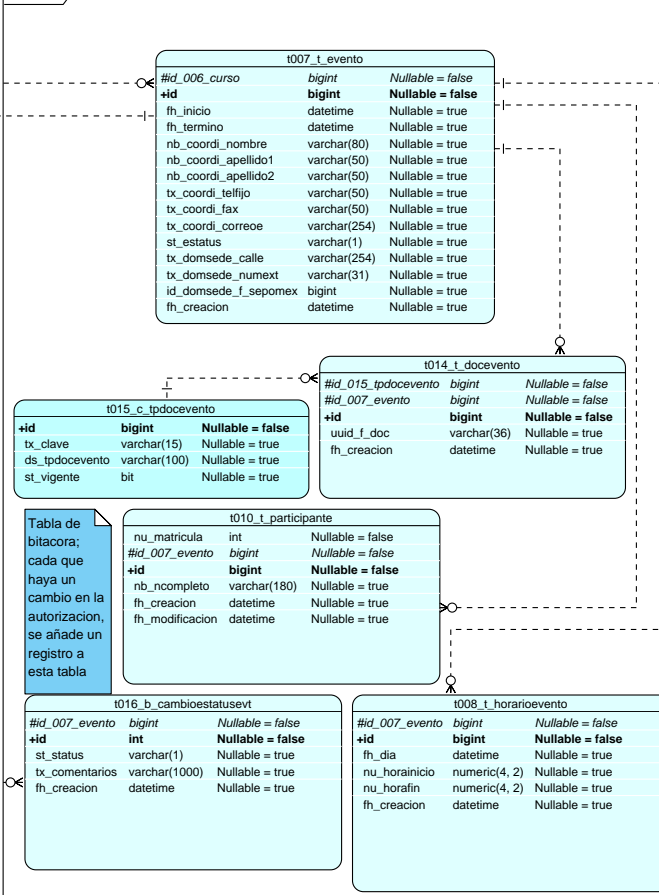 t007_t_evento
#id_006_curso bigint Nullable = false
+id bigint Nullable = false
fh_inicio datetime Nullable = true
fh_termino datetime Nullable = true
nb_coordi_nombre varchar(80) Nullable = true
nb_coordi_apellido1 varchar(50) Nullable = true
nb_coordi_apellido2 varchar(50) Nullable = true
tx_coordi_telfijo varchar(50) Nullable = true
tx_coordi_fax varchar(50) Nullable = true
tx_coordi_correoe varchar(254) Nullable = true
st_estatus varchar(1) Nullable = true
tx_domsede_calle varchar(254) Nullable = true
tx_domsede_numext varchar(31) Nullable = true
id_domsede_f_sepomex bigint Nullable = true
fh_creacion datetime Nullable = true
t014_t_docevento
#id_015_tpdocevento bigint Nullable = false
#id_007_evento bigint Nullable = false
+id bigint Nullable = false
uuid_f_doc varchar(36) Nullable = true
fh_creacion datetime Nullable = true
t015_c_tpdocevento
+id bigint Nullable = false
tx_clave varchar(15) Nullable = true
ds_tpdocevento varchar(100) Nullable = true
st_vigente bit Nullable = true
Tabla de
bitacora;
cada que
haya un
cambio en la
autorizacion,
se añade un
registro a
esta tabla
t010_t_participante
nu_matricula int Nullable = false
#id_007_evento bigint Nullable = false
+id bigint Nullable = false
nb_ncompleto varchar(180) Nullable = true
fh_creacion datetime Nullable = true
fh_modificacion datetime Nullable = true
t016_b_cambioestatusevt
#id_007_evento bigint Nullable = false
+id int Nullable = false
st_status varchar(1) Nullable = true
tx_comentarios varchar(1000) Nullable = true
fh_creacion datetime Nullable = true
t008_t_horarioevento
#id_007_evento bigint Nullable = false
+id bigint Nullable = false
fh_dia datetime Nullable = true
nu_horainicio numeric(4, 2) Nullable = true
nu_horafin numeric(4, 2) Nullable = true
fh_creacion datetime Nullable = true